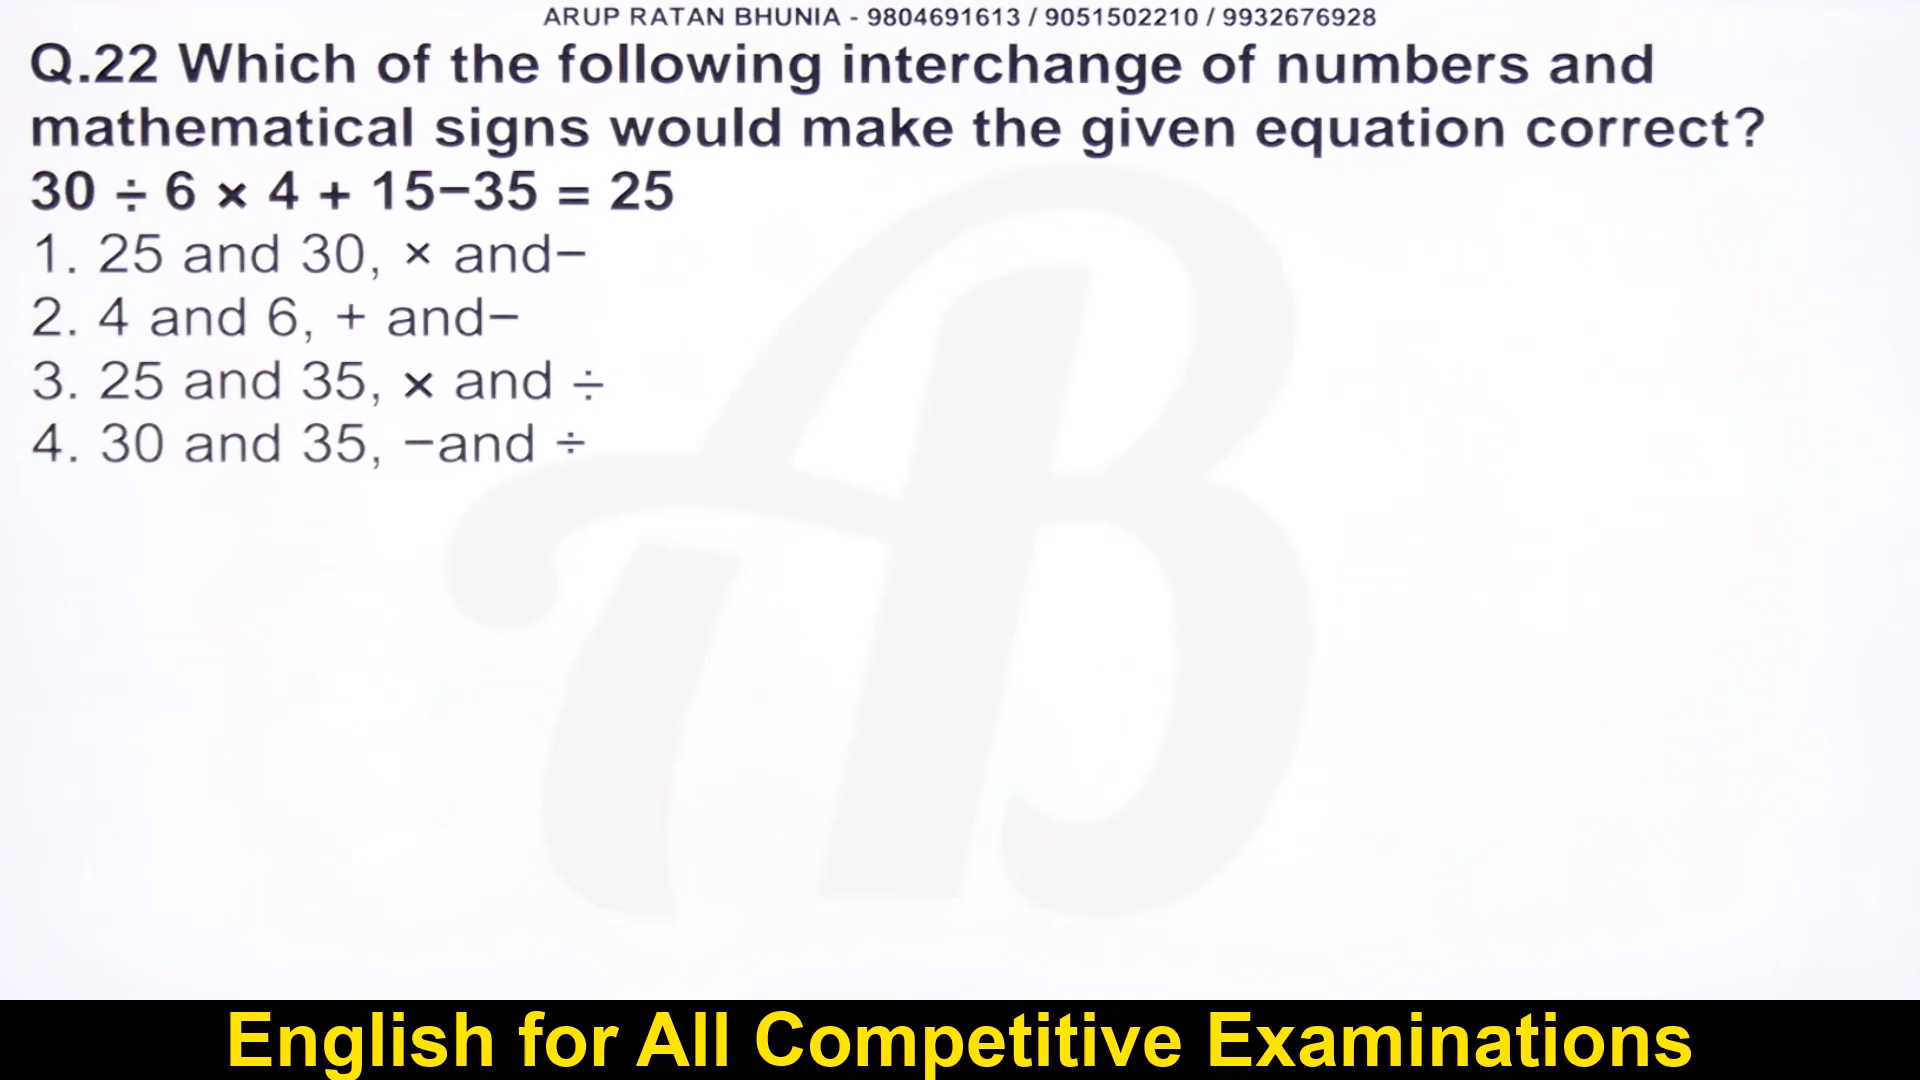 ARUP RATAN BHUNIA - 9804691613 / 9051502210 / 9932676928
Q.22 Which of the following interchange of numbers and
mathematical signs would make the given equation correct?
30 ÷ 6 × 4 + 15−35 = 25
1. 25 and 30, × and−
2. 4 and 6, + and−
3. 25 and 35, × and ÷
4. 30 and 35, −and ÷
English for All Competitive Examinations